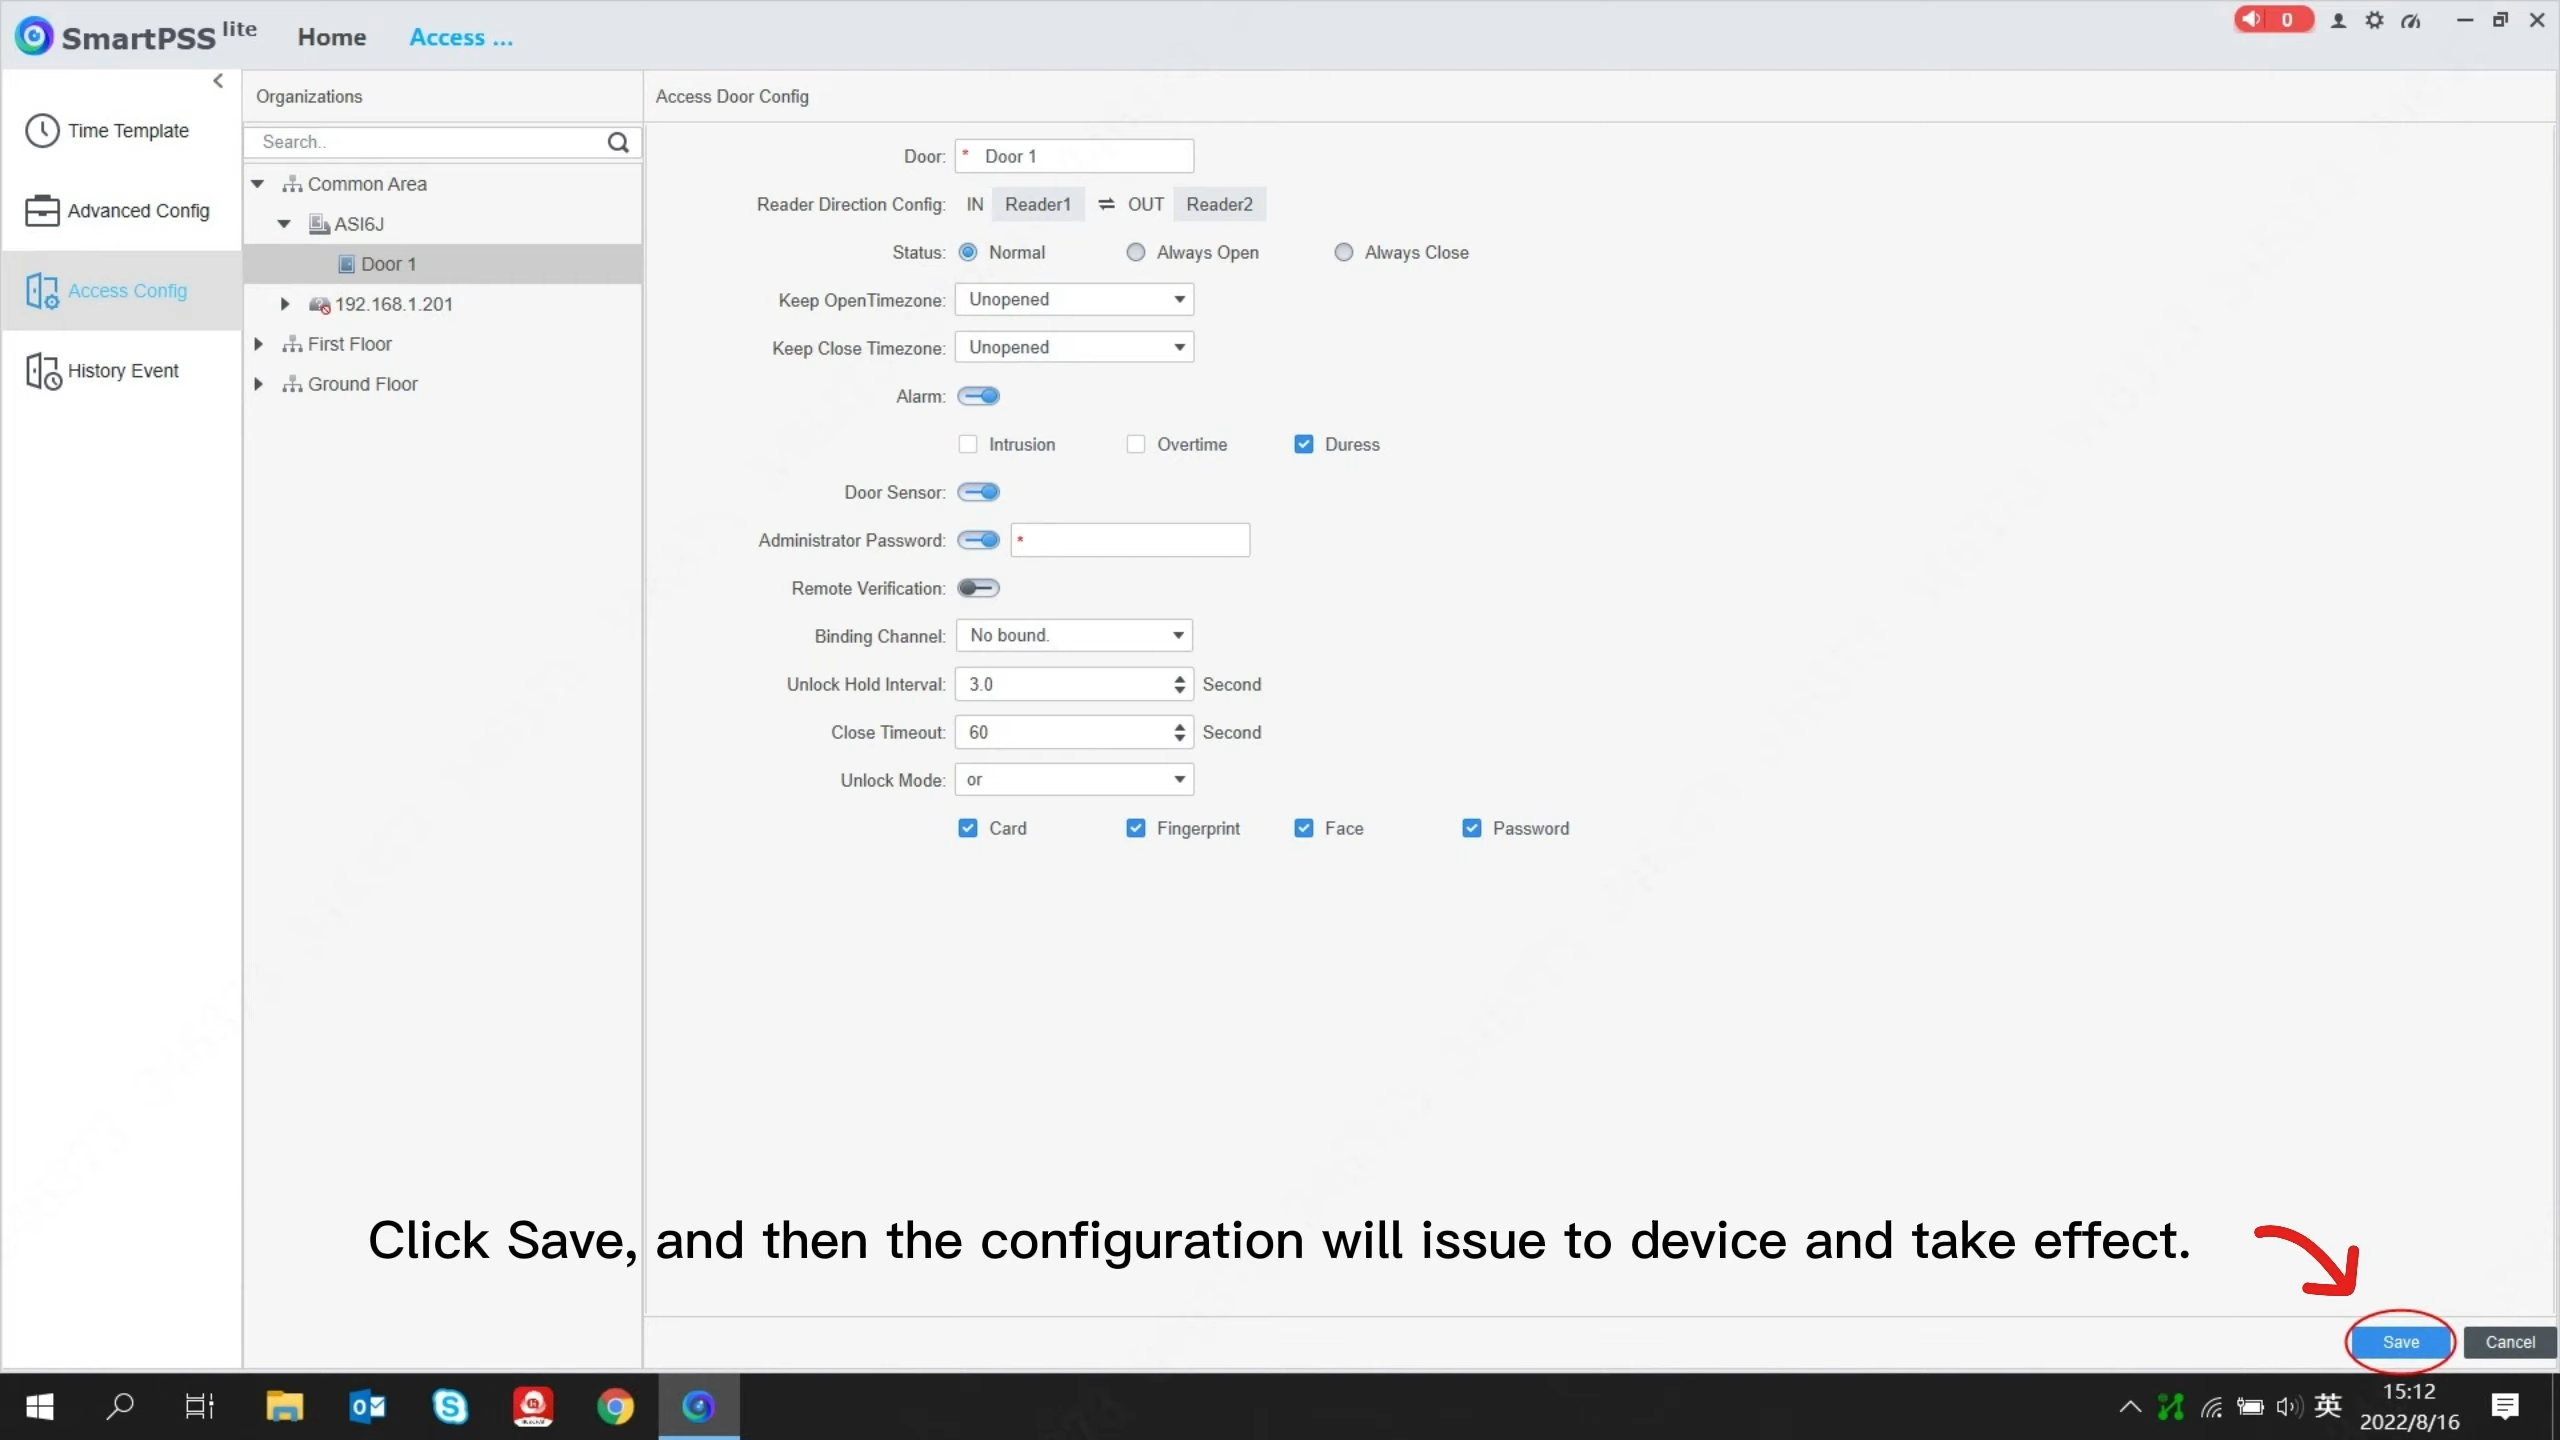 SmartPSS lite
Home
Access ...
0
Time Template
Advanced Config
Access Config
History Event
Organizations
Search..
Common Area
ASI6J
Door 1
192.168.1.201
First Floor
Ground Floor
Access Door Config
Door: * Door 1
Reader Direction Config: IN Reader1 ⇌ OUT Reader2
Status: Normal Always Open Always Close
Keep OpenTimezone: Unopened
Keep Close Timezone: Unopened
Alarm:
Intrusion Overtime Duress
Door Sensor:
Administrator Password: *
Remote Verification:
Binding Channel: No bound.
Unlock Hold Interval: 3.0 Second
Close Timeout: 60 Second
Unlock Mode: or
Card Fingerprint Face Password
Click Save, and then the configuration will issue to device and take effect.
Save Cancel
英
15:12
2022/8/16